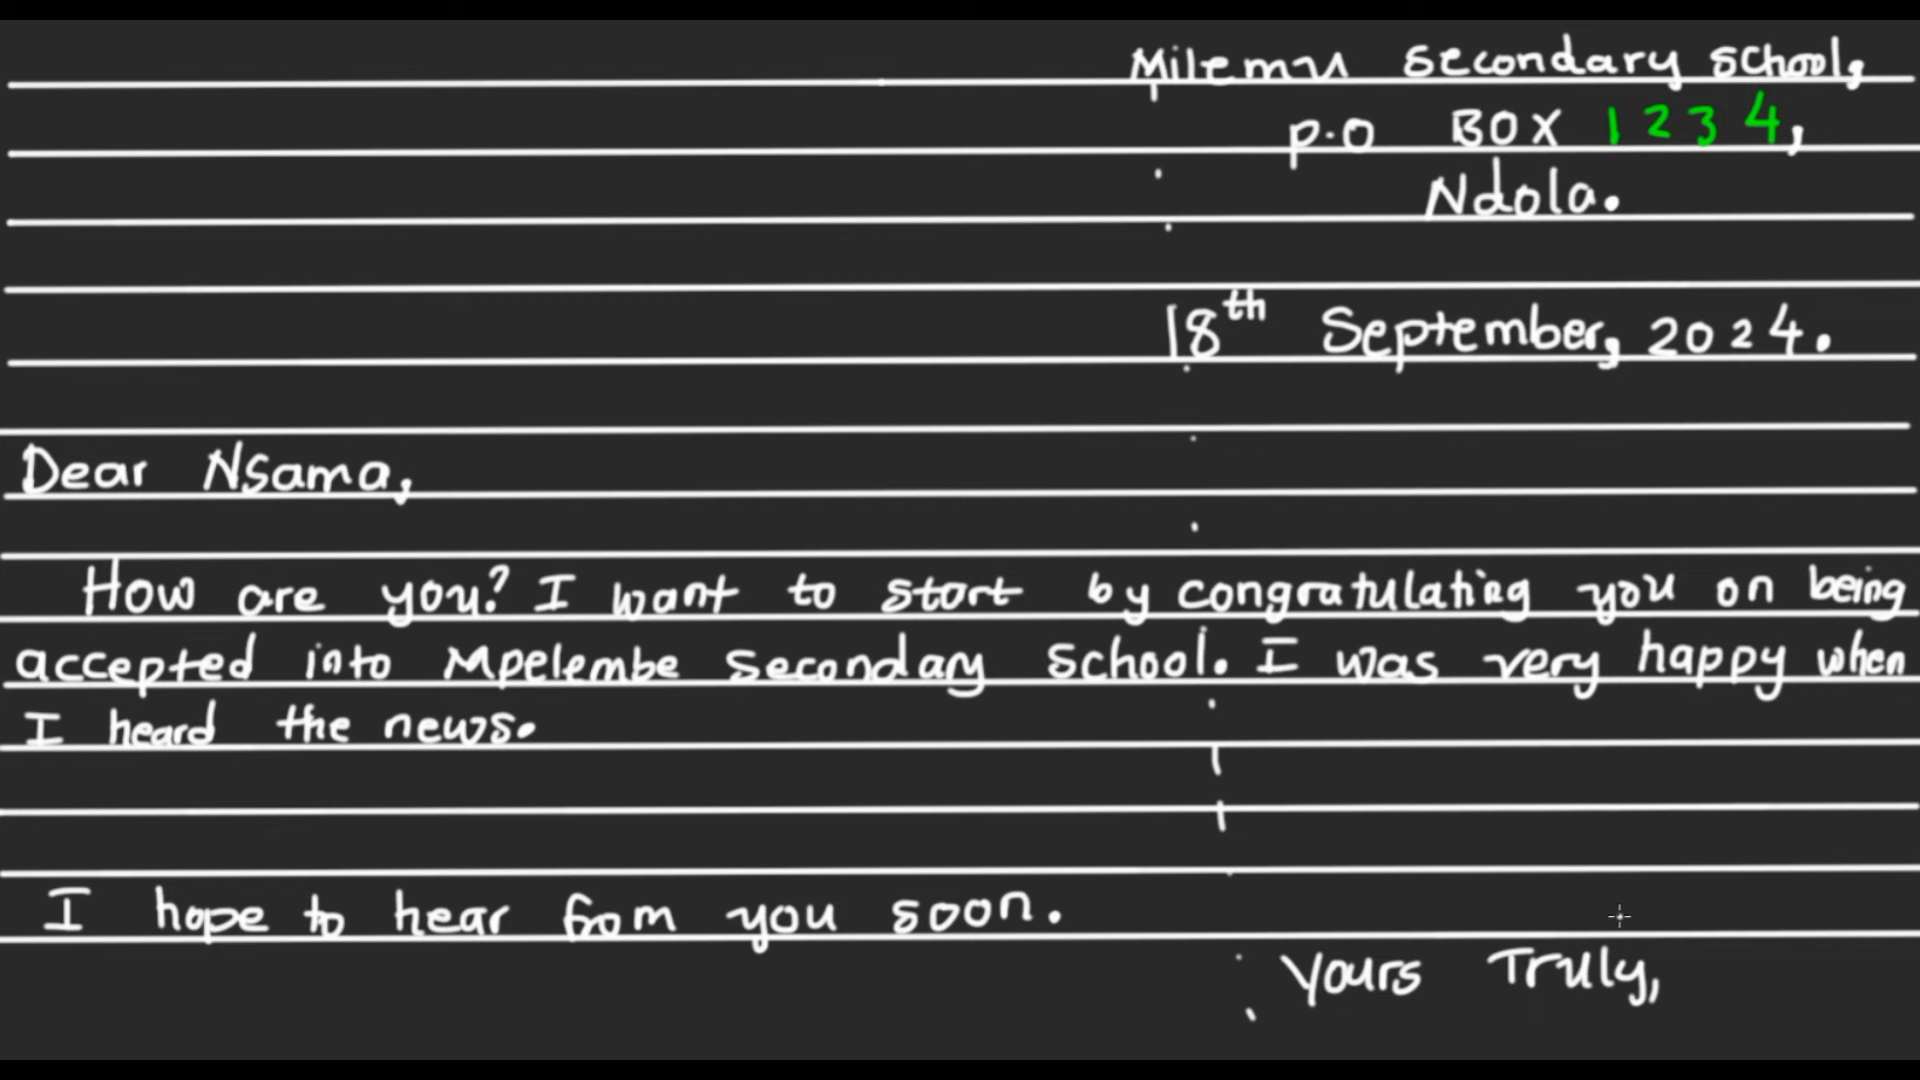 Milemu secondary school,
p.o BOX 1234,
Ndola.
18th September, 2024.
Dear Nsama,
How are you? I want to start by congratulating you on being
accepted into Mpelembe secondary school. I was very happy when
I heard the news.
I hope to hear from you soon.
Yours Truly,